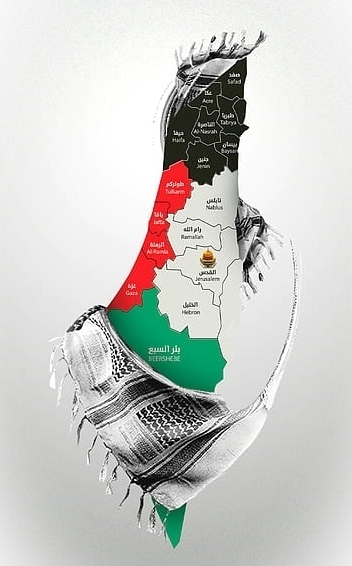 صفد
Safad
عكا
Acre
طبريا
Tabrya
الناصرة
Al-Nasrah
حيفا
Haifa
بيسان
Baysan
جنين
Jenin
طولكرم
Tulkarm
نابلس
Nablus
يافا
Jaffa
رام الله
Ramallah
الرملة
Al-Ramla
القدس
Jerusalem
غزة
Gaza
الخليل
Hebron
بئر السبع
BEERSHEBE